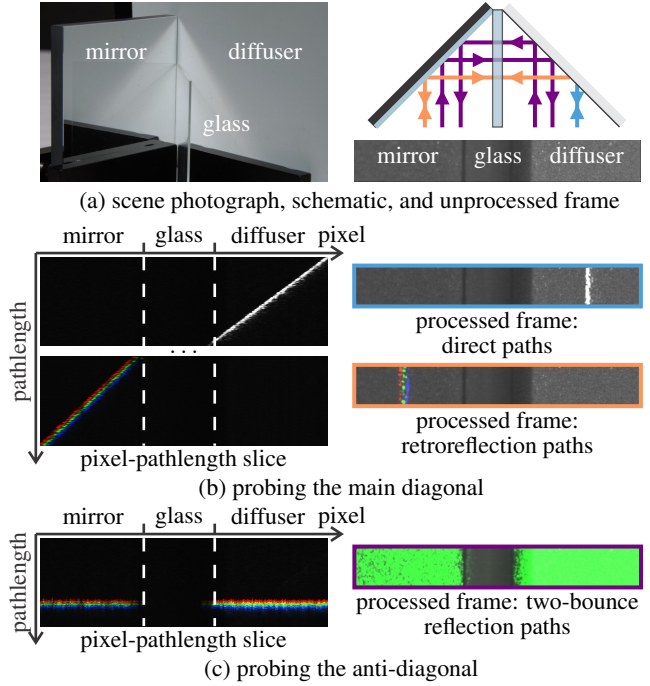 mirror
diffuser
glass
mirror glass diffuser
(a) scene photograph, schematic, and unprocessed frame
mirror glass diffuser pixel
pathlength
. . .
pixel-pathlength slice
processed frame:
direct paths
processed frame:
retroreflection paths
(b) probing the main diagonal
mirror glass diffuser pixel
pathlength
pixel-pathlength slice
processed frame: two-bounce
reflection paths
(c) probing the anti-diagonal